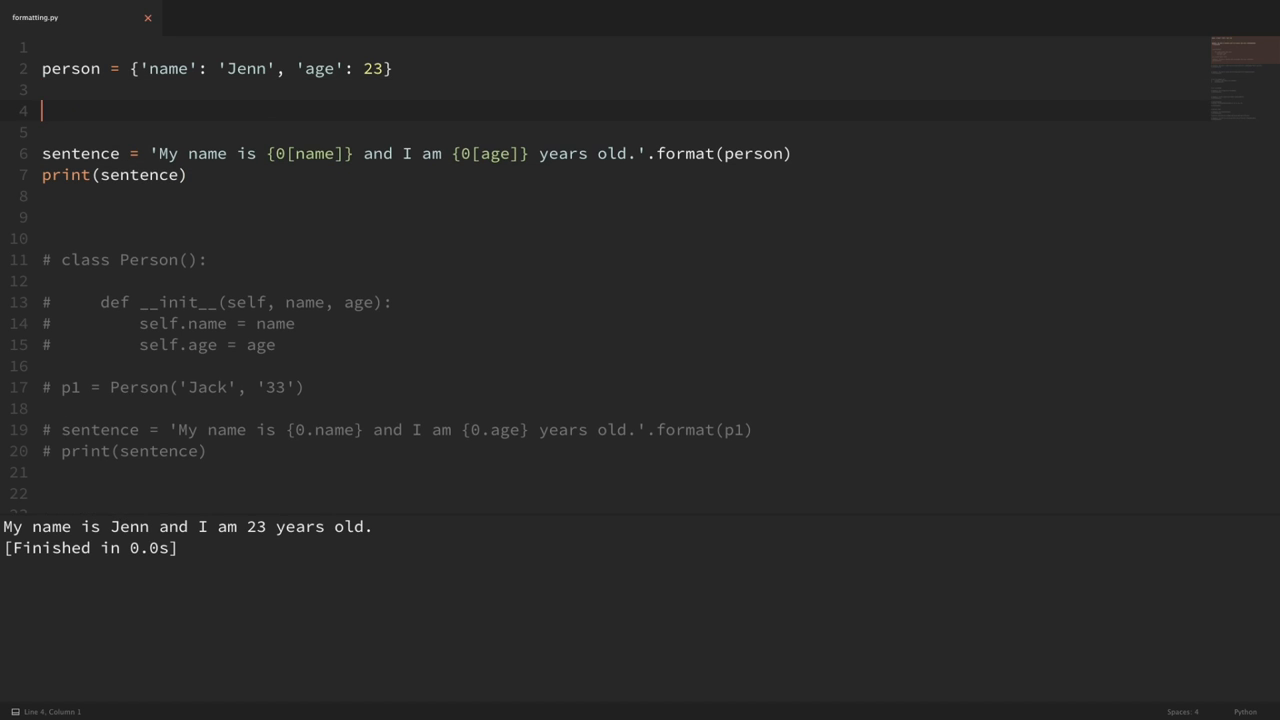 formatting.py
1
2 person = {'name': 'Jenn', 'age': 23}
3
4
5
6 sentence = 'My name is {0[name]} and I am {0[age]} years old.'.format(person)
7 print(sentence)
8
9
10
11 # class Person():
12
13 #     def __init__(self, name, age):
14 #         self.name = name
15 #         self.age = age
16
17 # p1 = Person('Jack', '33')
18
19 # sentence = 'My name is {0.name} and I am {0.age} years old.'.format(p1)
20 # print(sentence)
21
22
My name is Jenn and I am 23 years old.
[Finished in 0.0s]
Line 4, Column 1
Spaces: 4
Python